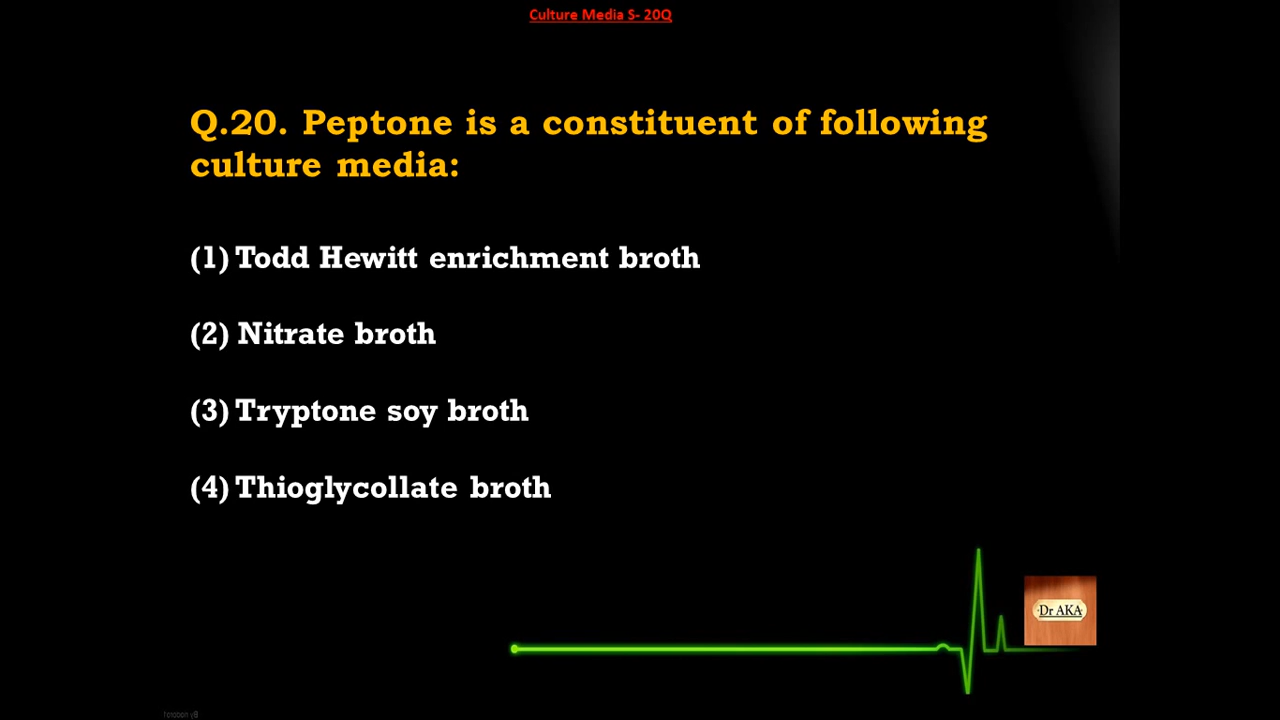 Culture Media S- 20Q
Q.20. Peptone is a constituent of following
culture media:
(1) Todd Hewitt enrichment broth
(2) Nitrate broth
(3) Tryptone soy broth
(4) Thioglycollate broth
Dr AKA